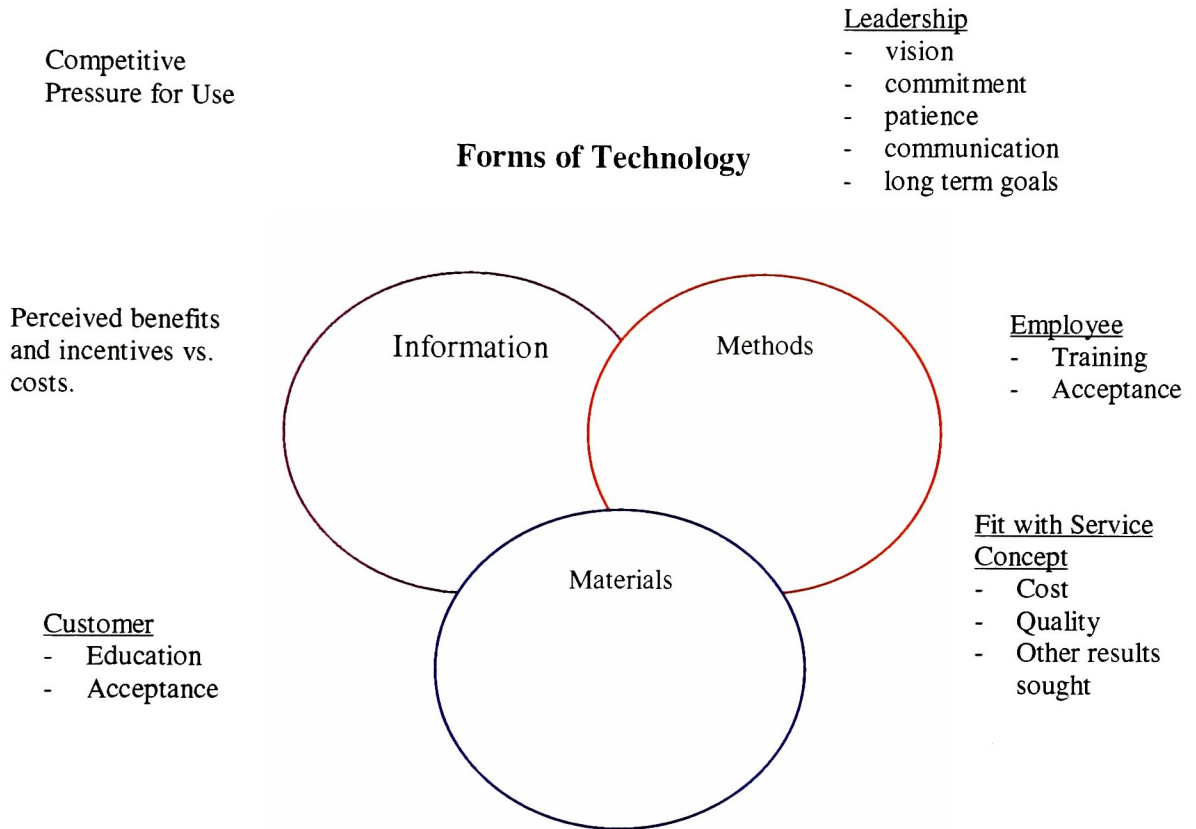 Competitive
Pressure for Use
Leadership
- vision
- commitment
- patience
- communication
- long term goals
Forms of Technology
Perceived benefits
and incentives vs.
costs.
Information
Methods
Employee
- Training
- Acceptance
Materials
Fit with Service
Concept
- Cost
- Quality
- Other results
sought
Customer
- Education
- Acceptance